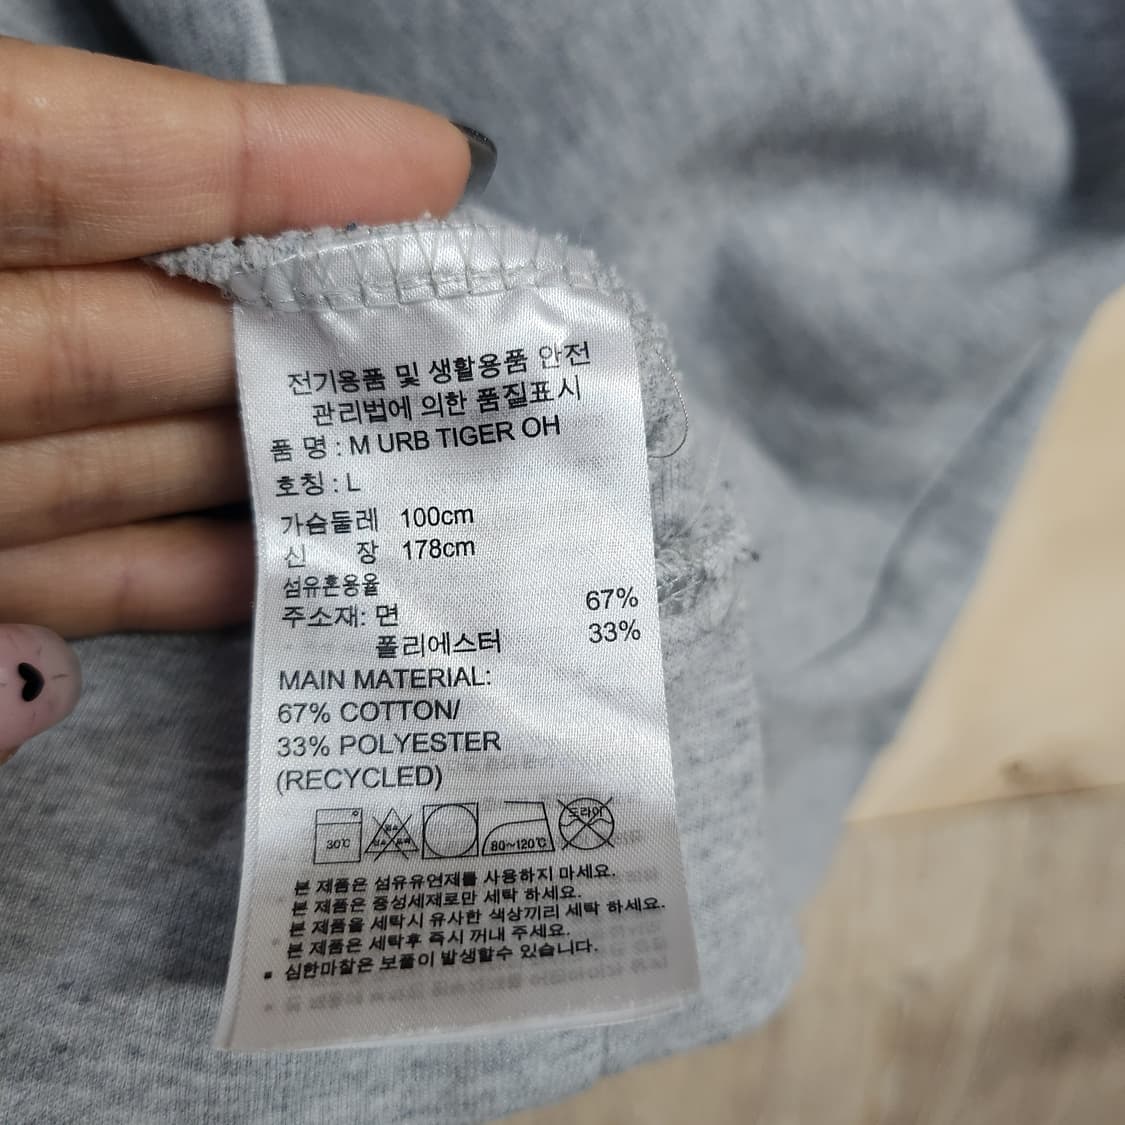 전기용품 및 생활용품 안전
관리법에 의한 품질표시
품 명 : M URB TIGER OH
호칭 : L
가슴둘레 100cm
신 장 178cm
섬유혼용율
주소재: 면 67%
폴리에스터 33%
MAIN MATERIAL:
67% COTTON/
33% POLYESTER
(RECYCLED)
30℃ 80~120℃ 드라이
본 제품은 섬유유연제를 사용하지 마세요.
본 제품은 중성세제로만 세탁 하세요.
본 제품을 세탁시 유사한 색상끼리 세탁 하세요.
본 제품은 세탁후 즉시 꺼내 주세요.
▪ 심한마찰은 보풀이 발생할수 있습니다.